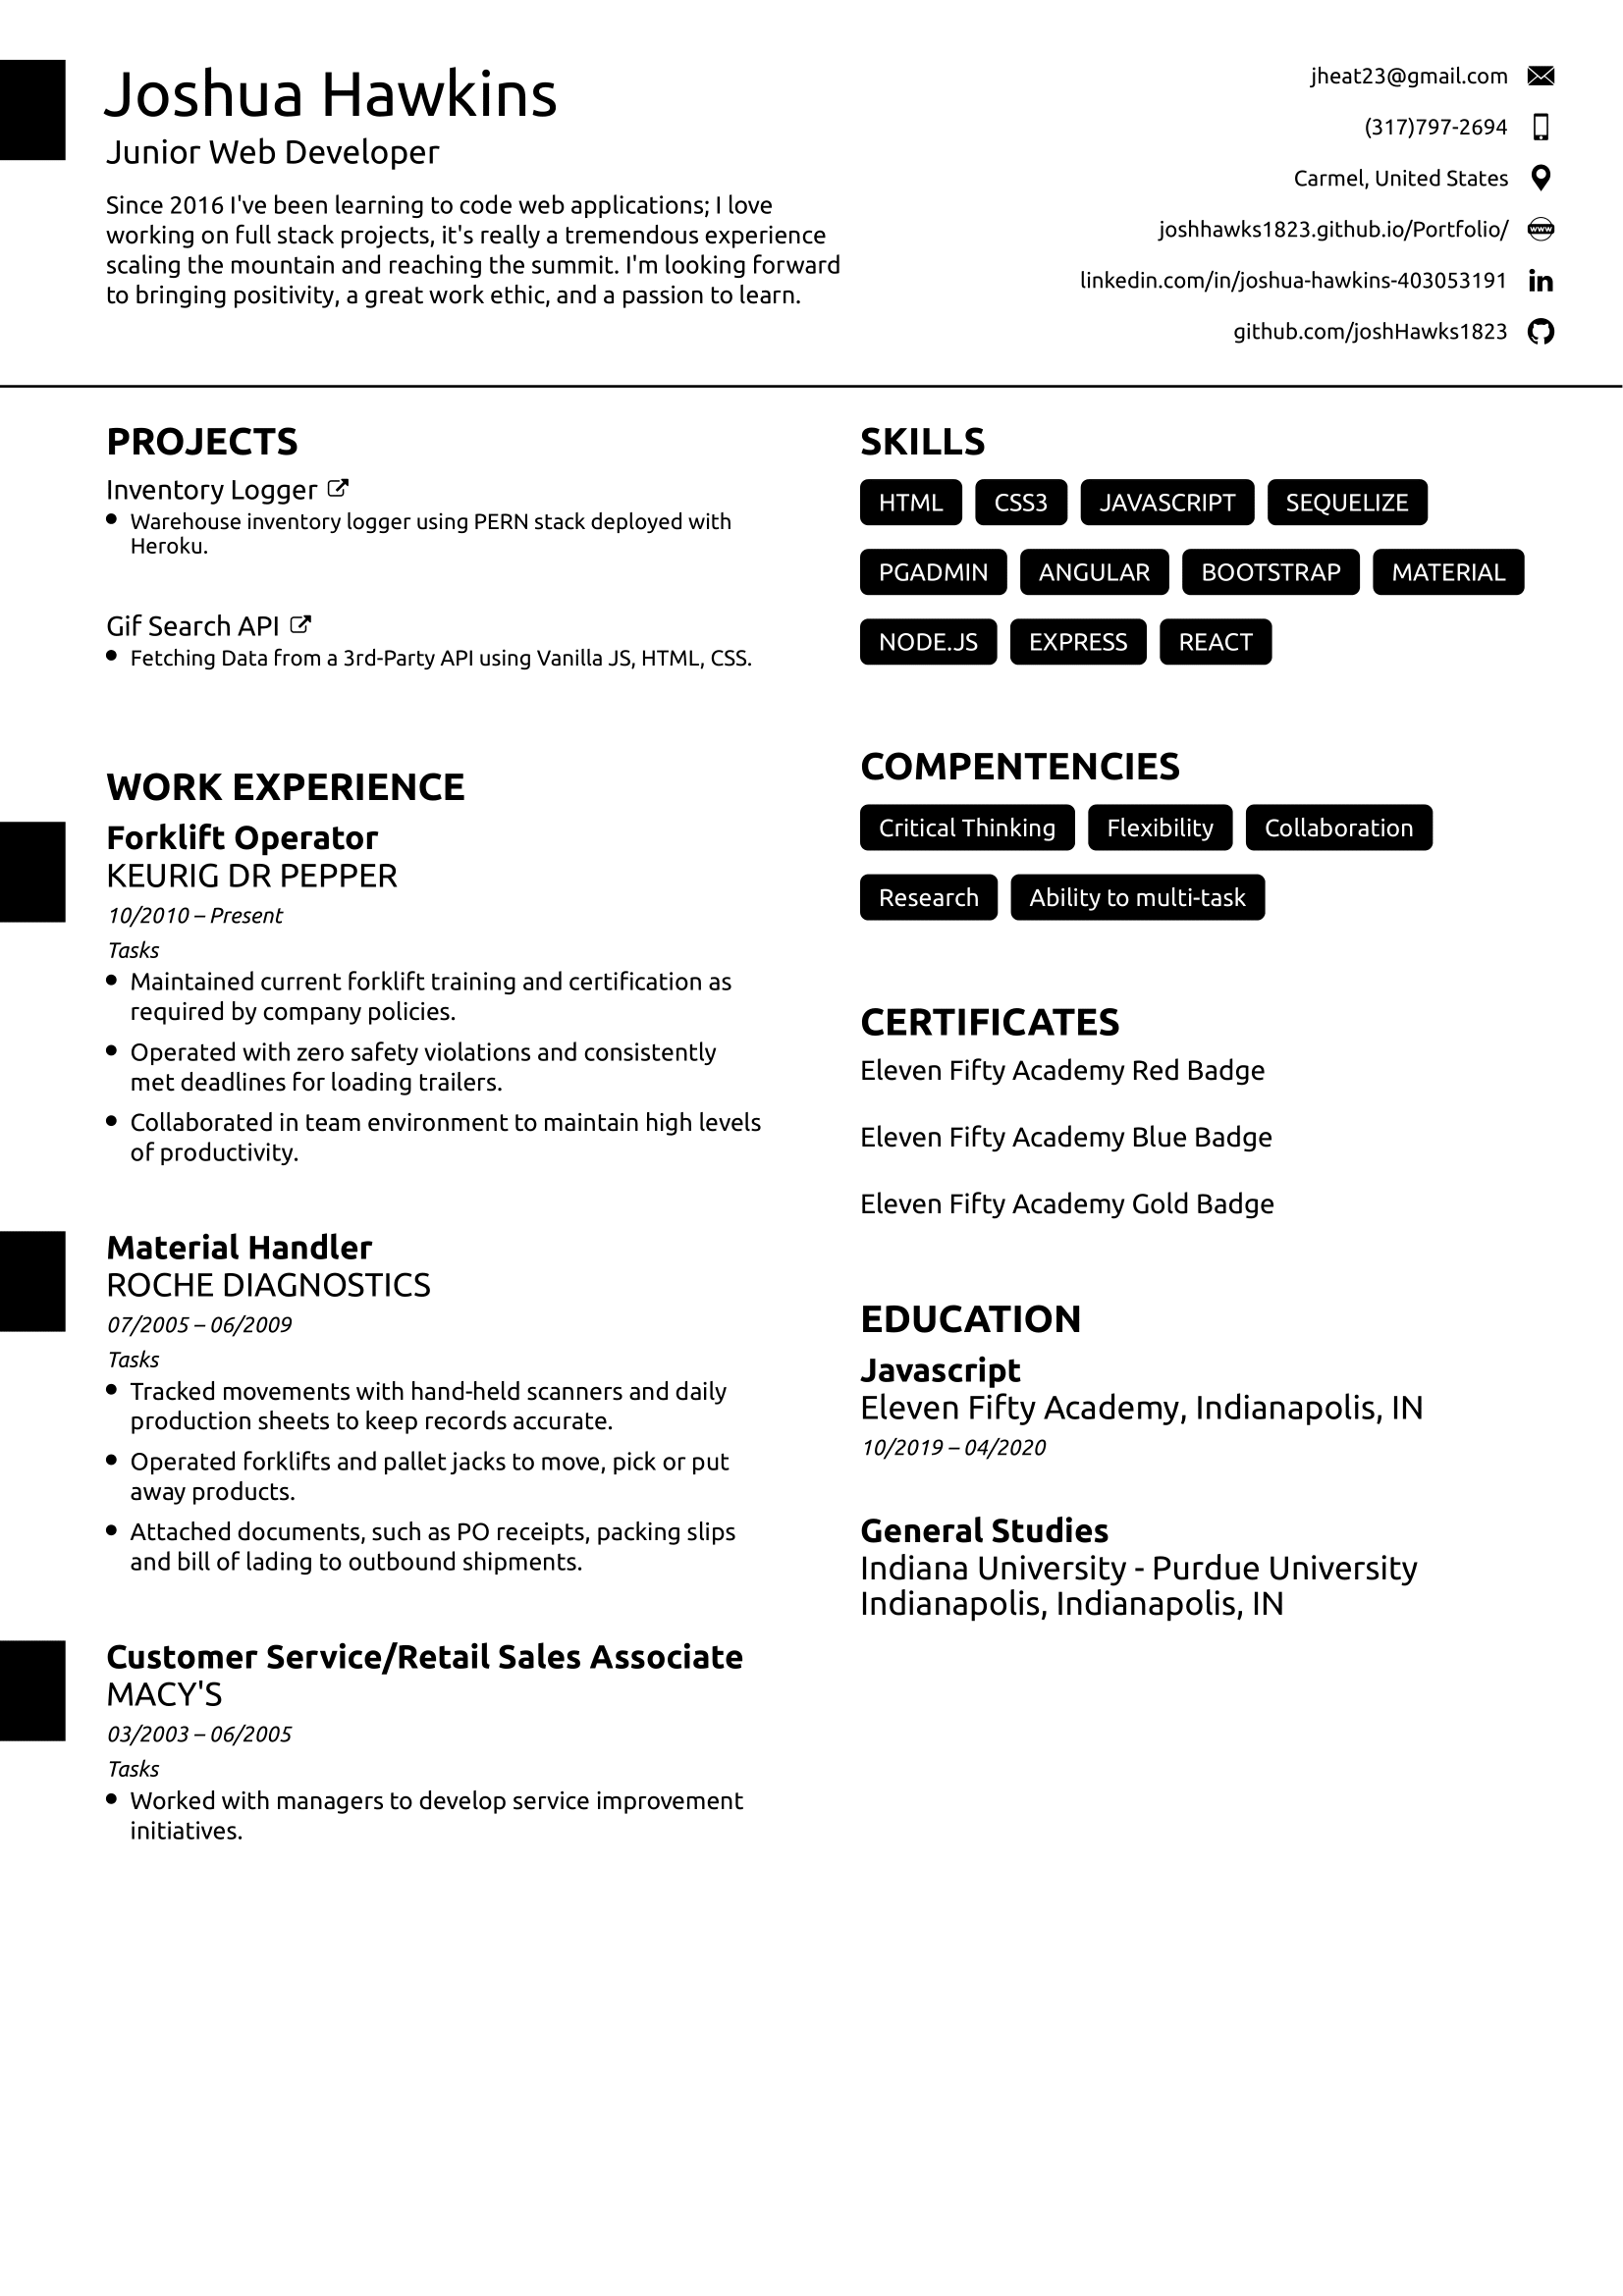 Joshua Hawkins
Junior Web Developer
Since 2016 I've been learning to code web applications; I love
working on full stack projects, it's really a tremendous experience
scaling the mountain and reaching the summit. I'm looking forward
to bringing positivity, a great work ethic, and a passion to learn.
jheat23@gmail.com
(317)797-2694
Carmel, United States
joshhawks1823.github.io/Portfolio/
linkedin.com/in/joshua-hawkins-403053191
github.com/joshHawks1823
PROJECTS
Inventory Logger
Warehouse inventory logger using PERN stack deployed with
Heroku.
Gif Search API
Fetching Data from a 3rd-Party API using Vanilla JS, HTML, CSS.
WORK EXPERIENCE
Forklift Operator
KEURIG DR PEPPER
10/2010 – Present
Tasks
Maintained current forklift training and certification as
required by company policies.
Operated with zero safety violations and consistently
met deadlines for loading trailers.
Collaborated in team environment to maintain high levels
of productivity.
Material Handler
ROCHE DIAGNOSTICS
07/2005 – 06/2009
Tasks
Tracked movements with hand-held scanners and daily
production sheets to keep records accurate.
Operated forklifts and pallet jacks to move, pick or put
away products.
Attached documents, such as PO receipts, packing slips
and bill of lading to outbound shipments.
Customer Service/Retail Sales Associate
MACY'S
03/2003 – 06/2005
Tasks
Worked with managers to develop service improvement
initiatives.
SKILLS
HTML CSS3 JAVASCRIPT SEQUELIZE
PGADMIN ANGULAR BOOTSTRAP MATERIAL
NODE.JS EXPRESS REACT
COMPENTENCIES
Critical Thinking Flexibility Collaboration
Research Ability to multi-task
CERTIFICATES
Eleven Fifty Academy Red Badge
Eleven Fifty Academy Blue Badge
Eleven Fifty Academy Gold Badge
EDUCATION
Javascript
Eleven Fifty Academy, Indianapolis, IN
10/2019 – 04/2020
General Studies
Indiana University - Purdue University
Indianapolis, Indianapolis, IN